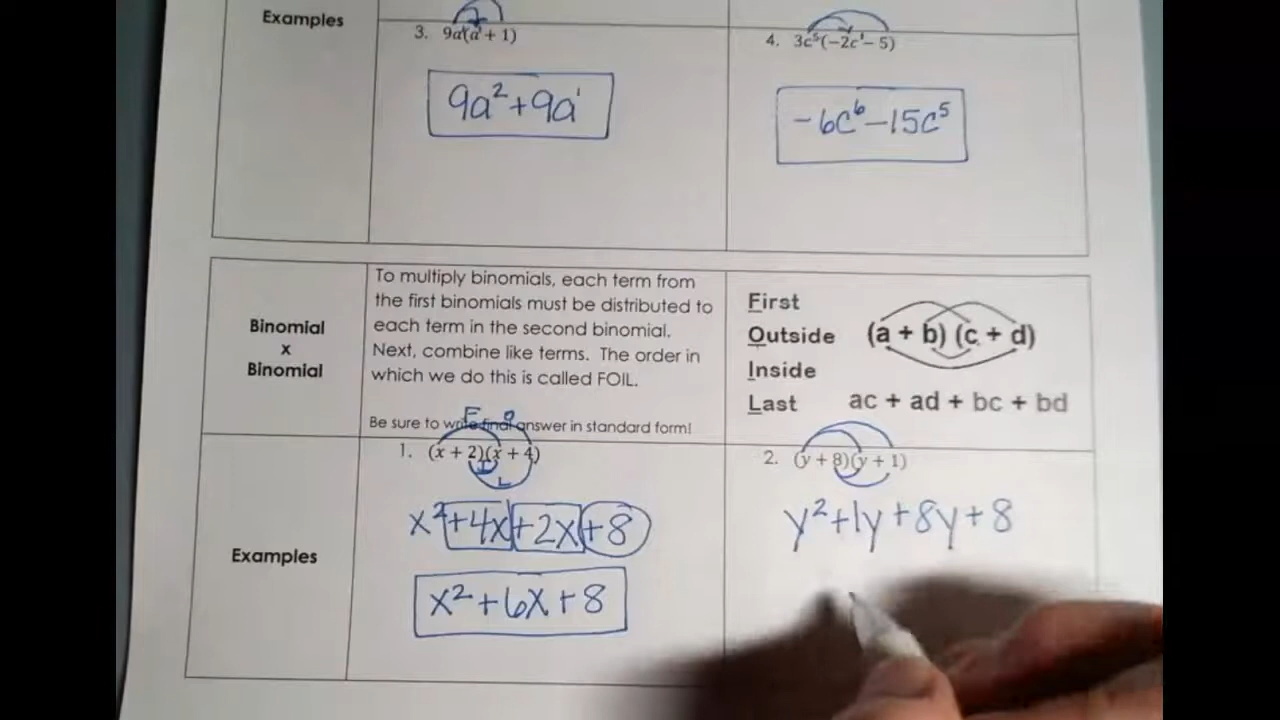 Examples
3. 9a(a¹ + 1)
4. 3c⁵(−2c¹ − 5)
9a² + 9a¹
-6c⁶ - 15c⁵
Binomial
x
Binomial
To multiply binomials, each term from
the first binomials must be distributed to
each term in the second binomial.
Next, combine like terms. The order in
which we do this is called FOIL.
Be sure to write final answer in standard form!
First
Outside
Inside
Last
(a + b) (c + d)
ac + ad + bc + bd
Examples
F O
1. (x + 2)(x + 4)
I
L
x² + 4x + 2x + 8
x² + 6x + 8
2. (y + 8)(y + 1)
y² + 1y + 8y + 8